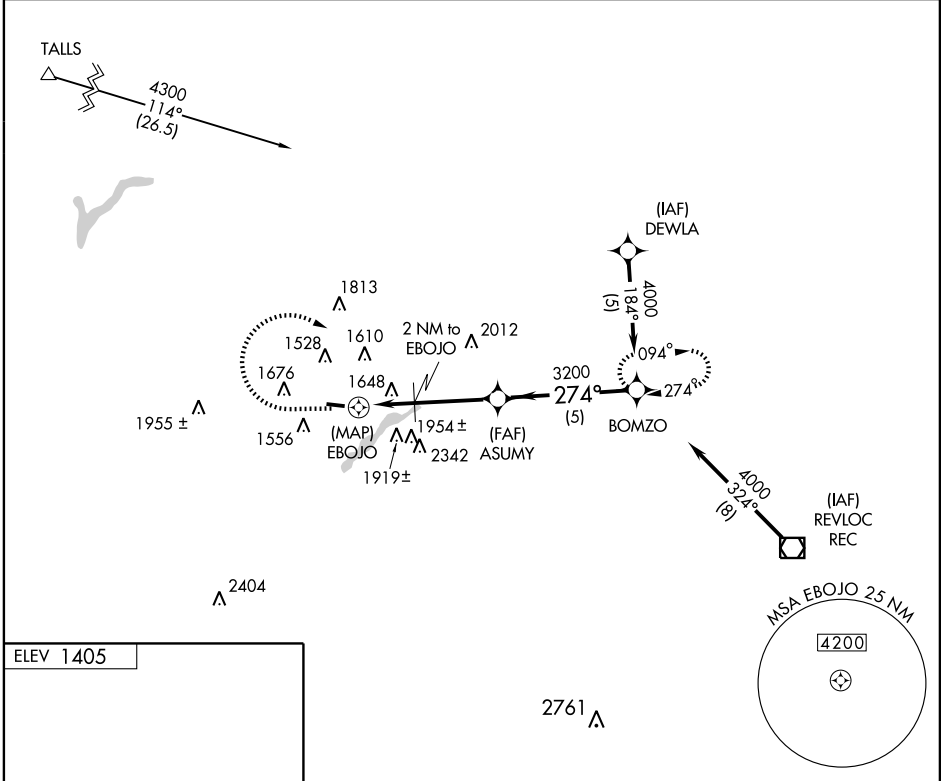 TALLS
4300
114°
(26.5)
(IAF)
DEWLA
4000
184°
(5)
1813
2 NM to
EBOJO
2012
1528
1610
094°
1676
1648
3200
274°
(5)
274°
BOMZO
1955 ±
1556
(MAP)
EBOJO
1954 ±
(FAF)
ASUMY
2342
1919±
4000
324°
(8)
(IAF)
REVLOC
REC
2404
MSA EBOJO 25 NM
4200
ELEV 1405
2761